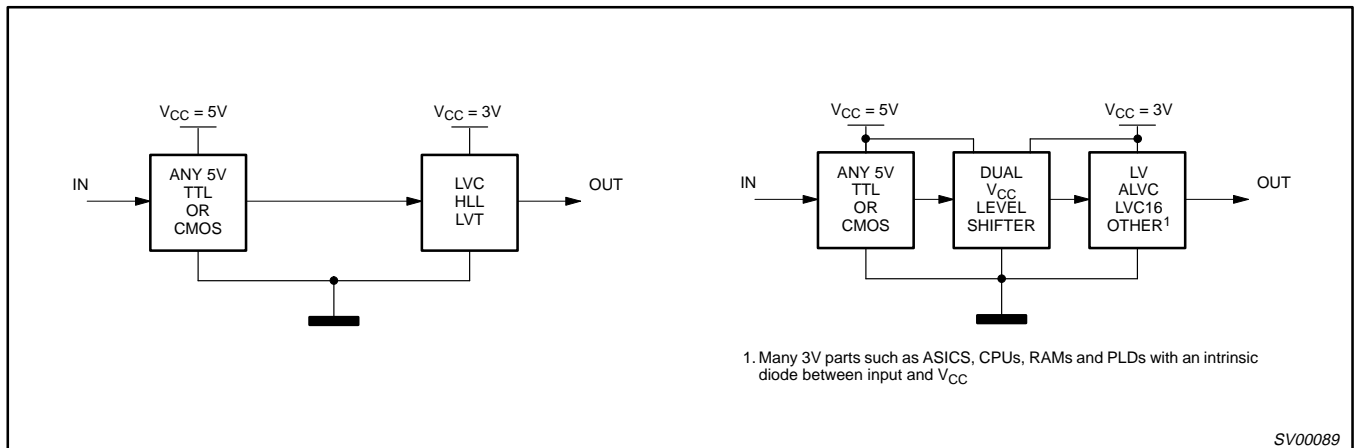 VCC = 5V
VCC = 3V
IN
ANY 5V
TTL
OR
CMOS
LVC
HLL
LVT
OUT
VCC = 5V
VCC = 3V
IN
ANY 5V
TTL
OR
CMOS
DUAL
VCC
LEVEL
SHIFTER
LV
ALVC
LVC16
OTHER1
OUT
1. Many 3V parts such as ASICS, CPUs, RAMs and PLDs with an intrinsic
diode between input and VCC
SV00089